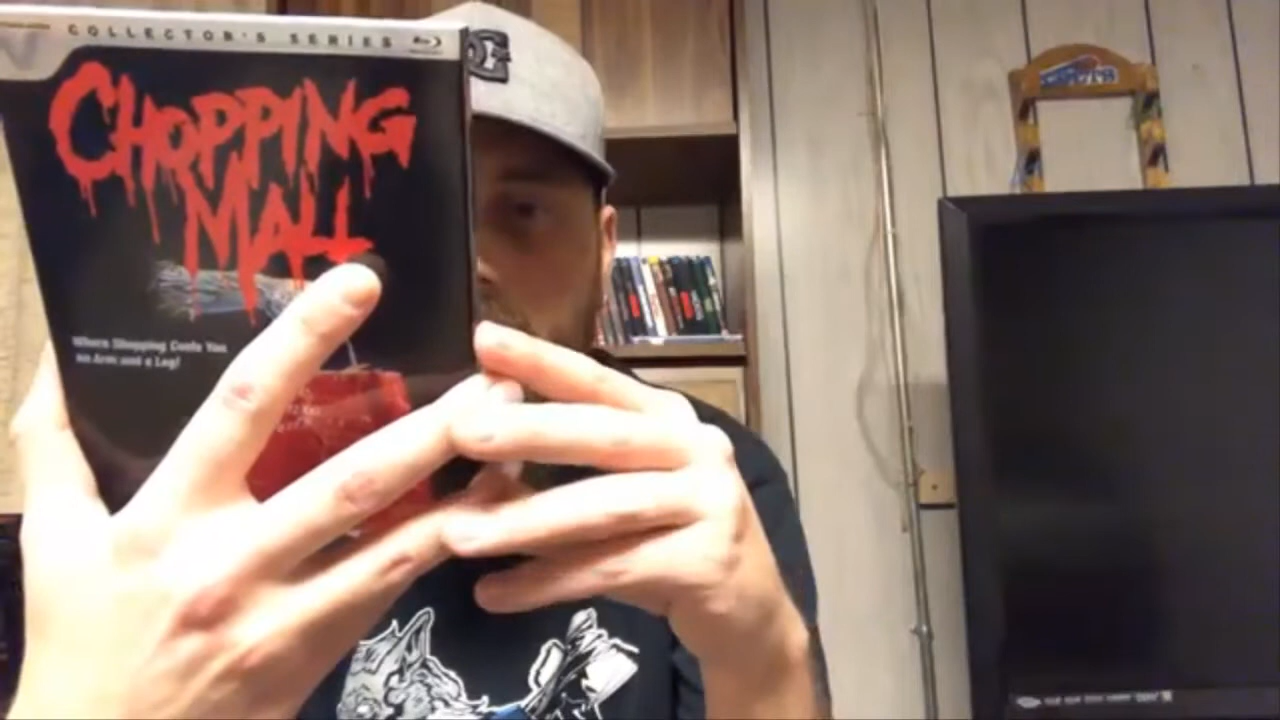 COLLECTOR'S SERIES
CHOPPING
MALL
Where Shopping Costs You
an Arm and a Leg!